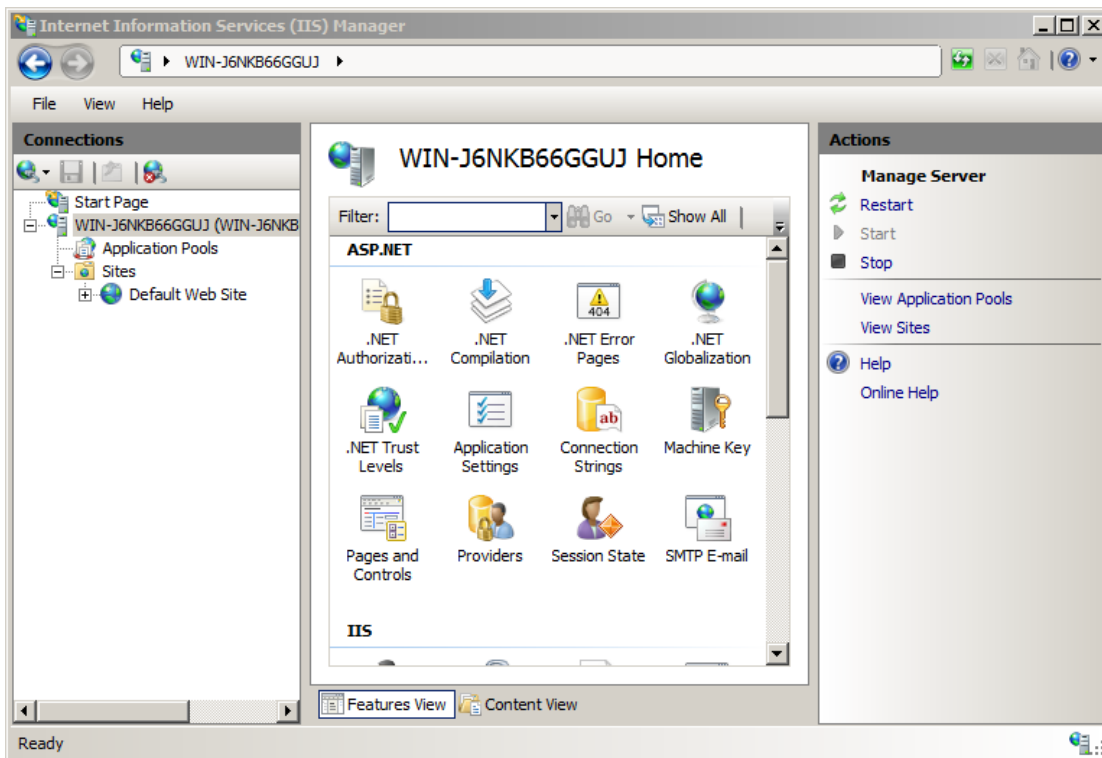 Internet Information Services (IIS) Manager
WIN-J6NKB66GGUJ
File View Help
Connections
Start Page
WIN-J6NKB66GGUJ (WIN-J6NKB
Application Pools
Sites
Default Web Site
WIN-J6NKB66GGUJ Home
Filter: Go Show All
ASP.NET
.NET Authorizati...
.NET Compilation
404
.NET Error Pages
.NET Globalization
.NET Trust Levels
Application Settings
ab
Connection Strings
Machine Key
Pages and Controls
Providers
Session State
SMTP E-mail
IIS
Features View Content View
Actions
Manage Server
Restart
Start
Stop
View Application Pools
View Sites
Help
Online Help
Ready